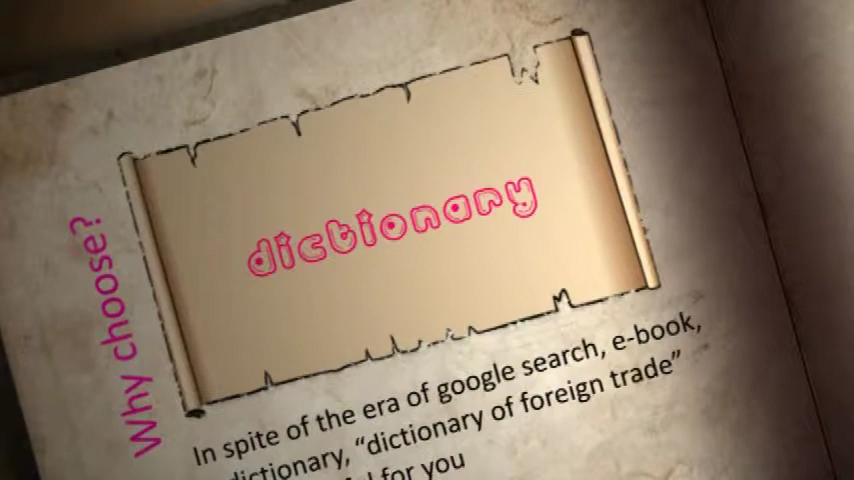 Why choose?
dictionary
In spite of the era of google search, e-book,
dictionary, “dictionary of foreign trade”
for you